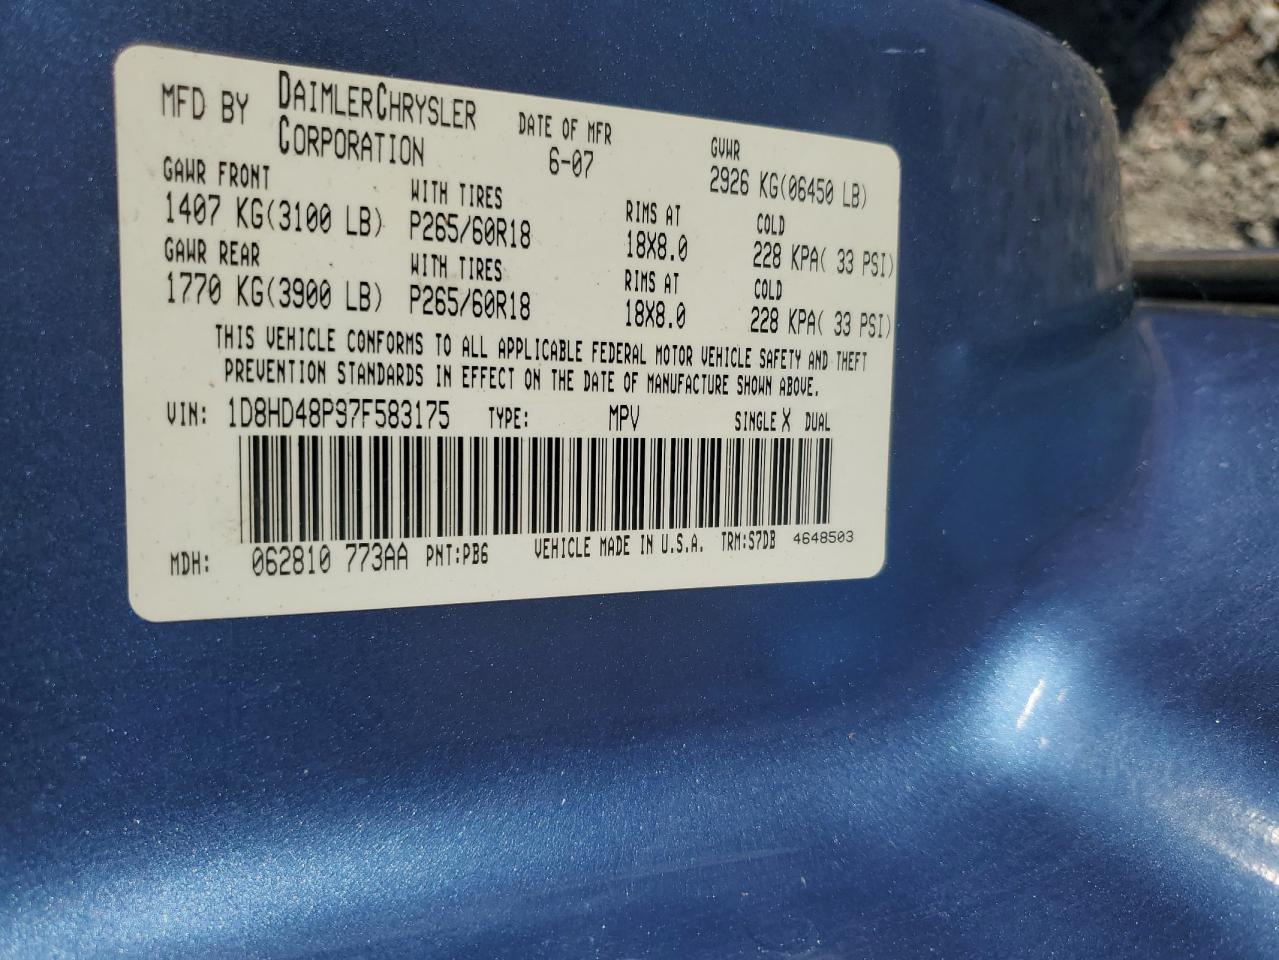 MFD BY DAIMLERCHRYSLER CORPORATION
DATE OF MFR
6-07
GVWR
2926 KG(06450 LB)
GAWR FRONT
1407 KG(3100 LB)
WITH TIRES
P265/60R18
RIMS AT
18X8.0
COLD
228 KPA( 33 PSI)
GAWR REAR
1770 KG(3900 LB)
WITH TIRES
P265/60R18
RIMS AT
18X8.0
COLD
228 KPA( 33 PSI)
THIS VEHICLE CONFORMS TO ALL APPLICABLE FEDERAL MOTOR VEHICLE SAFETY AND THEFT
PREVENTION STANDARDS IN EFFECT ON THE DATE OF MANUFACTURE SHOWN ABOVE.
VIN: 1D8HD48P97F583175 TYPE: MPV SINGLE X DUAL
MDH: 062810 773AA PNT:PB6 VEHICLE MADE IN U.S.A. TRM:S7DB 4648503